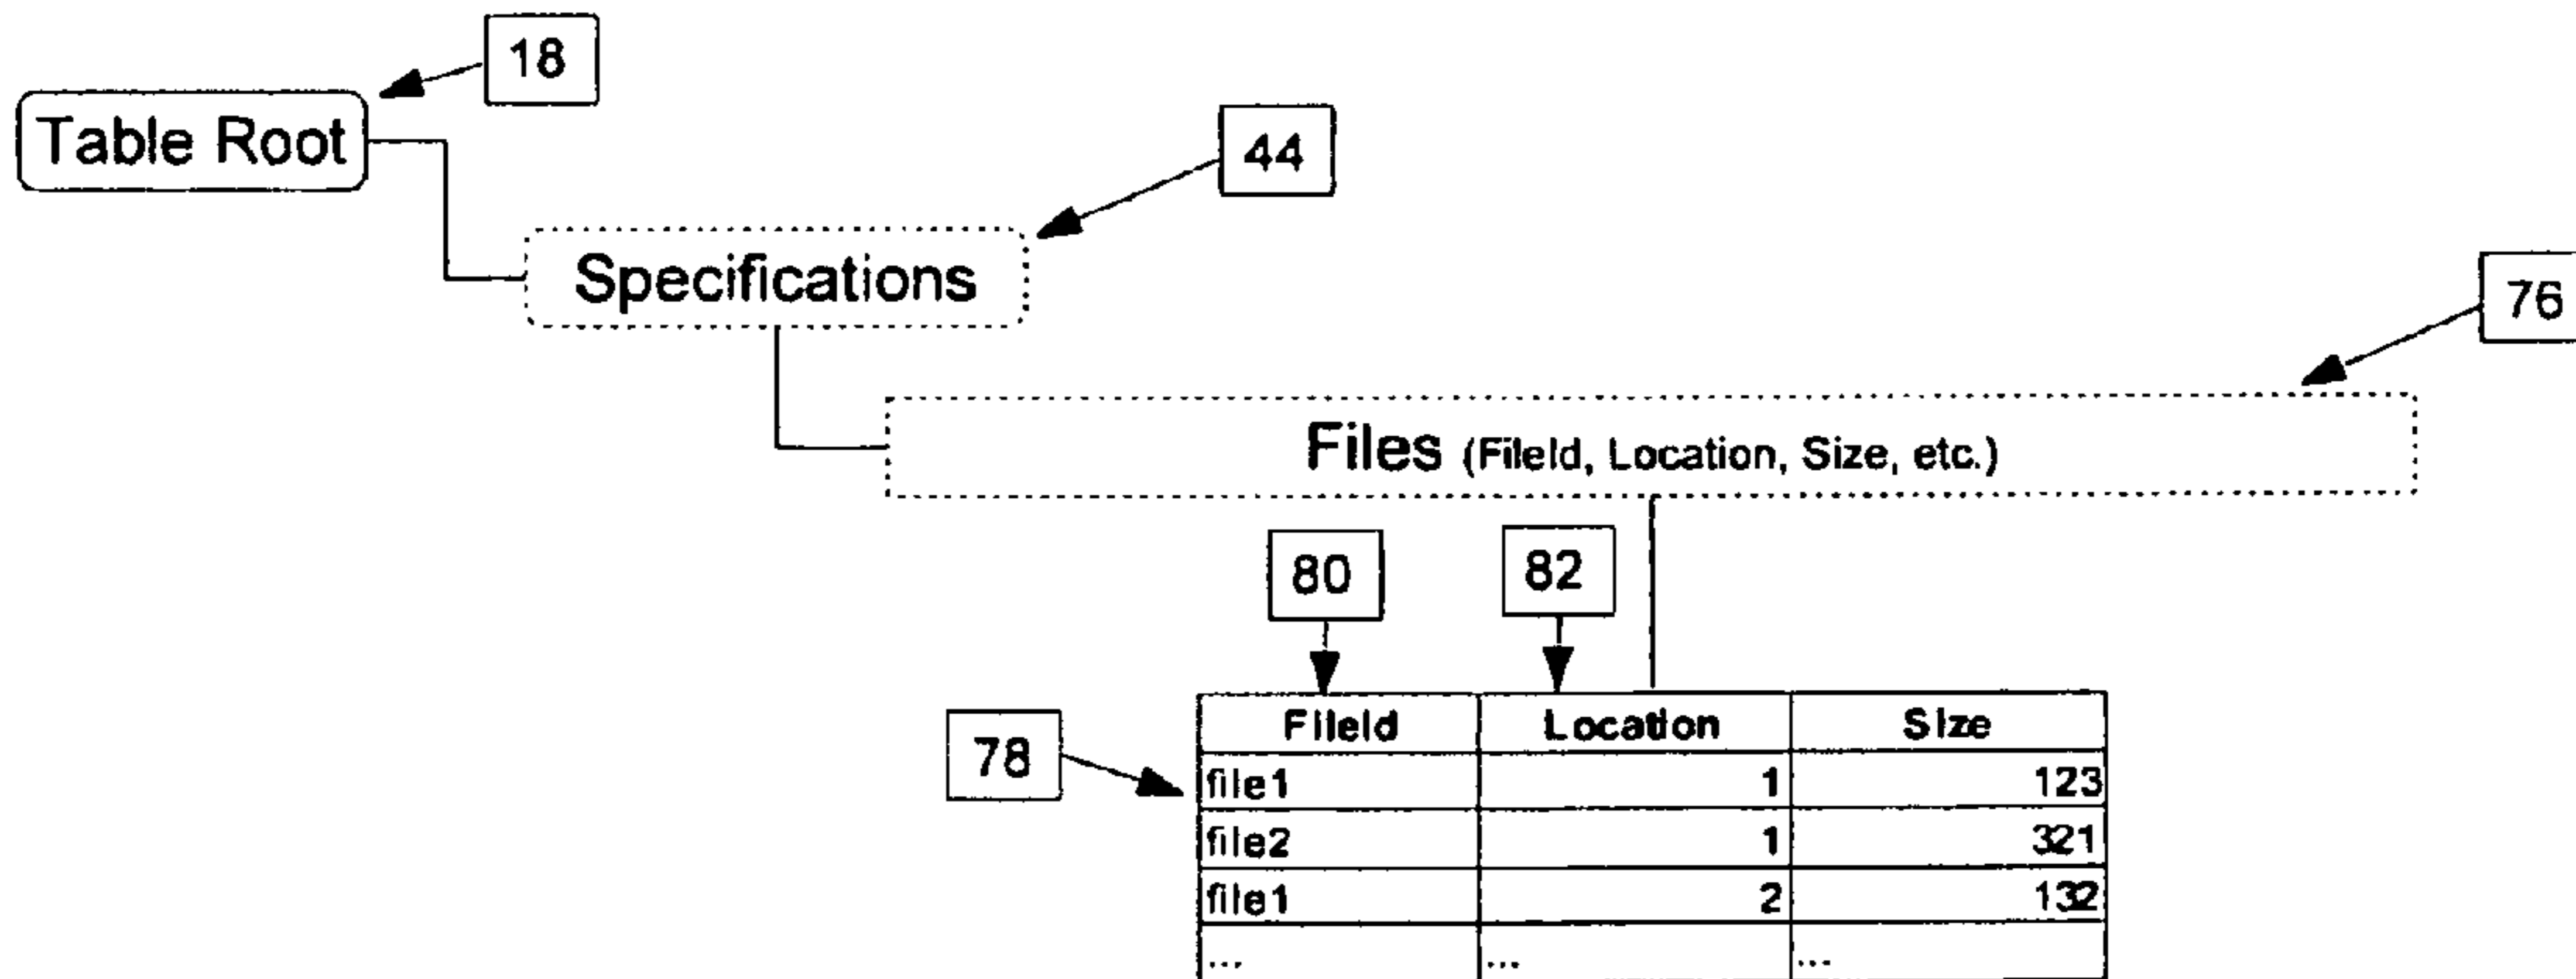 18
Table Root
44
Specifications
76
Files (FileId, Location, Size, etc.)
80 82
78
FileId Location Size
file1 1 123
file2 1 321
file1 2 132
... ... ...